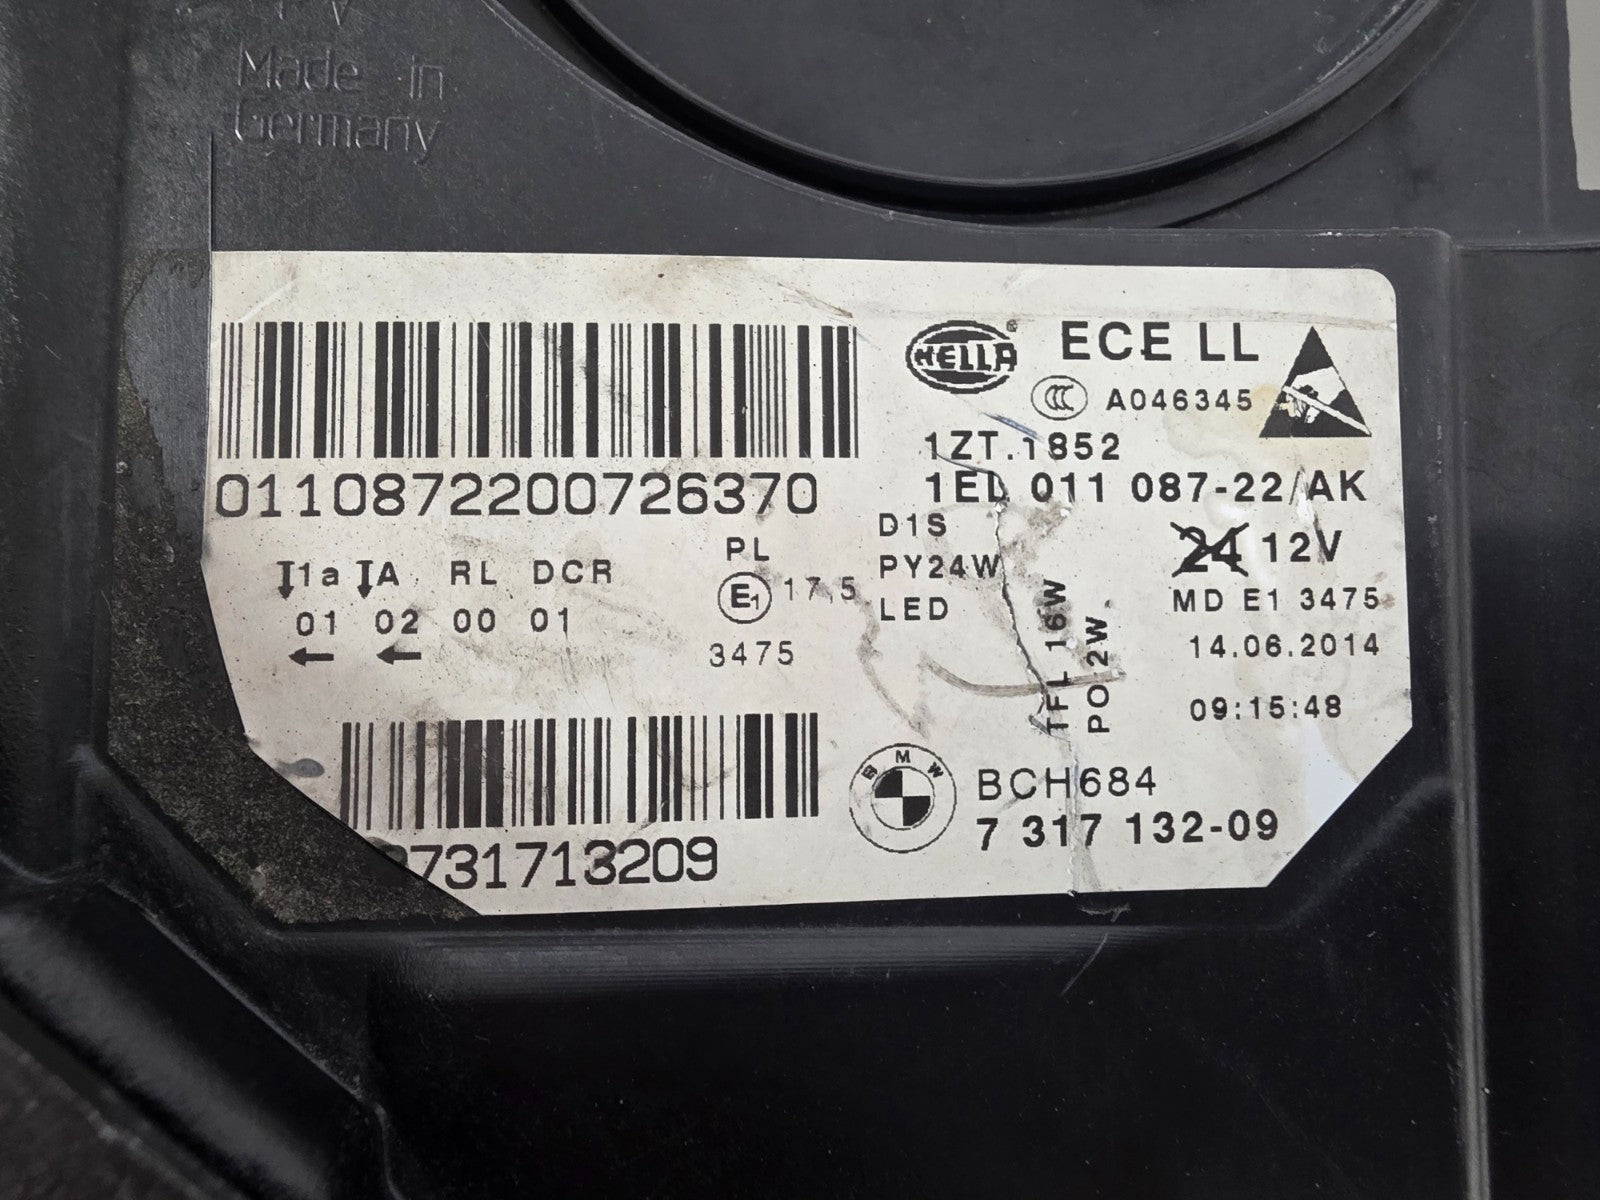 Made in
Germany
HELLA
ECE LL
CCC A046345
1ZT.1852
0110872200726370
1EL 011 087-22/AK
D1S
24 12V
PY24W
LED
TFL 16W
PO 2W
MD E1 3475
14.06.2014
09:15:48
1a A RL DCR
01 02 00 01
PL
E1 17,5
3475
BMW
BCH684
7 317 132-09
731713209